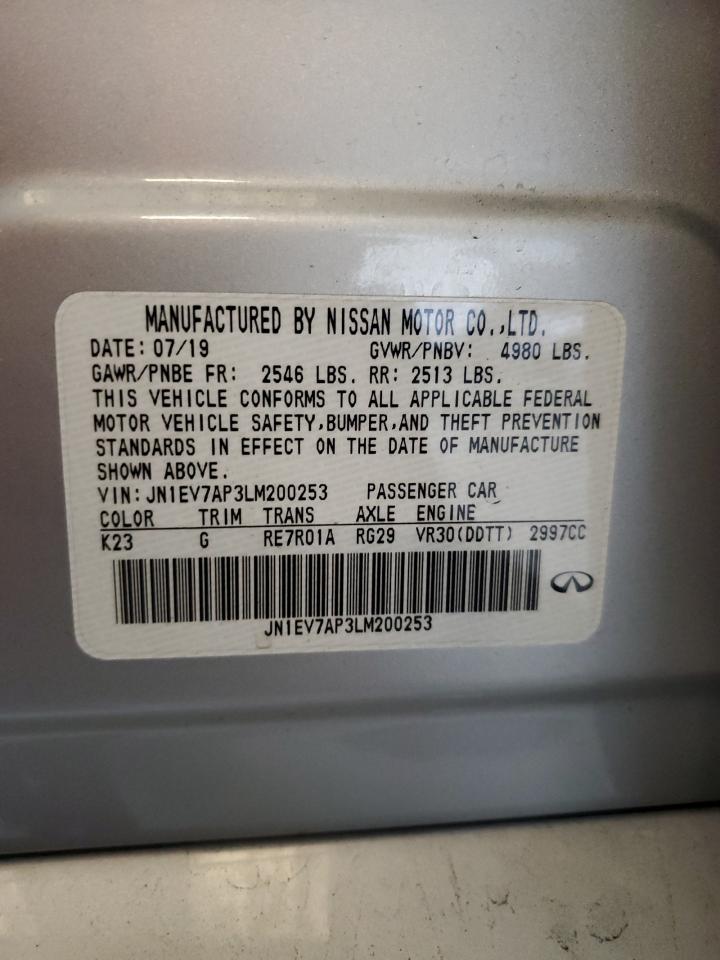 MANUFACTURED BY NISSAN MOTOR CO.,LTD.
DATE: 07/19 GVWR/PNBV: 4980 LBS.
GAWR/PNBE FR: 2546 LBS. RR: 2513 LBS.
THIS VEHICLE CONFORMS TO ALL APPLICABLE FEDERAL
MOTOR VEHICLE SAFETY,BUMPER,AND THEFT PREVENTION
STANDARDS IN EFFECT ON THE DATE OF MANUFACTURE
SHOWN ABOVE.
VIN: JN1EV7AP3LM200253 PASSENGER CAR
COLOR TRIM TRANS AXLE ENGINE
K23 G RE7R01A RG29 VR30(DDTT) 2997CC
JN1EV7AP3LM200253